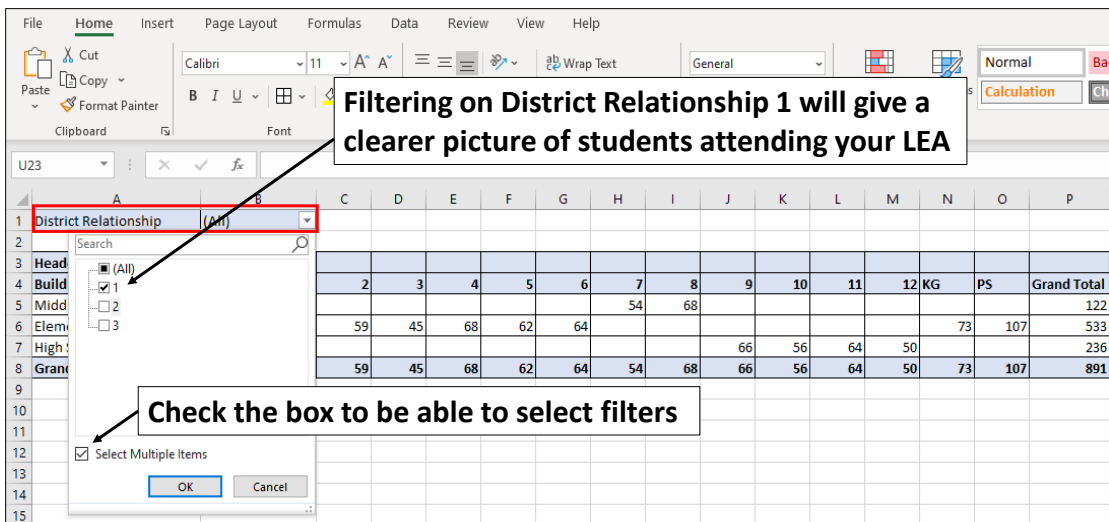 File Home Insert Page Layout Formulas Data Review View Help
Cut
Calibri 11 A^ A˅ ab Wrap Text General Normal Ba
Copy
Paste
Format Painter B I U Calculation Ch
Clipboard Font
Filtering on District Relationship 1 will give a
clearer picture of students attending your LEA
U23 fx
A B C D E F G H I J K L M N O P
1 District Relationship (All)
2 Search
3 Head (All)
4 Build 1 2 3 4 5 6 7 8 9 10 11 12 KG PS Grand Total
5 Midd 2 54 68 122
6 Eleme 3 59 45 68 62 64 73 107 533
7 High 66 56 64 50 236
8 Grand 59 45 68 62 64 54 68 66 56 64 50 73 107 891
9
10 Check the box to be able to select filters
11
12 Select Multiple Items
13
14 OK Cancel
15